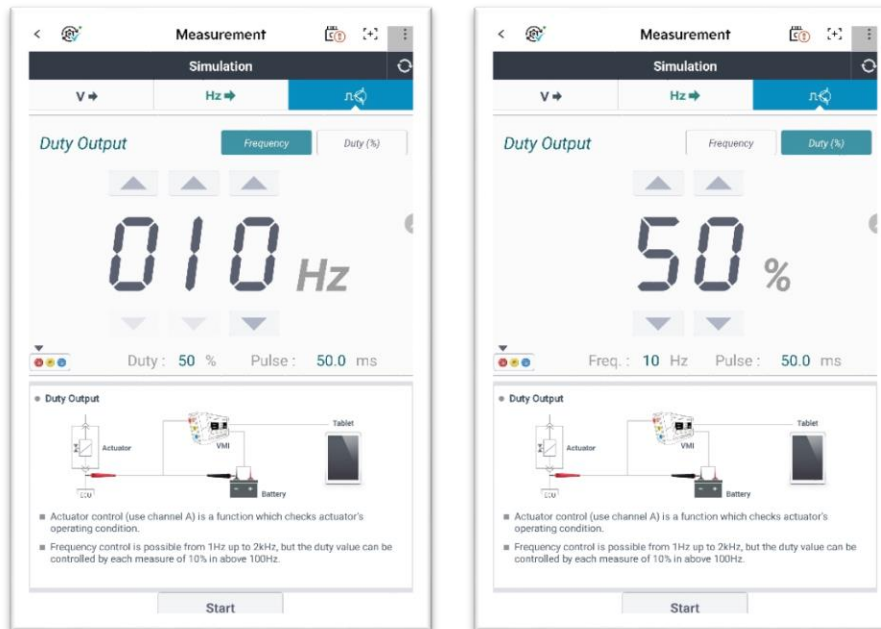 Measurement
Simulation
V
Hz
Duty Output
Frequency
Duty (%)
010 Hz
Duty : 50 % Pulse : 50.0 ms
Duty Output
Actuator
ECU
VMI
Battery
Tablet
Actuator control (use channel A) is a function which checks actuator's
operating condition.
Frequency control is possible from 1Hz up to 2kHz, but the duty value can be
controlled by each measure of 10% in above 100Hz.
Start
Measurement
Simulation
V
Hz
Duty Output
Frequency
Duty (%)
50 %
Freq. : 10 Hz Pulse : 50.0 ms
Duty Output
Actuator
ECU
VMI
Battery
Tablet
Actuator control (use channel A) is a function which checks actuator's
operating condition.
Frequency control is possible from 1Hz up to 2kHz, but the duty value can be
controlled by each measure of 10% in above 100Hz.
Start